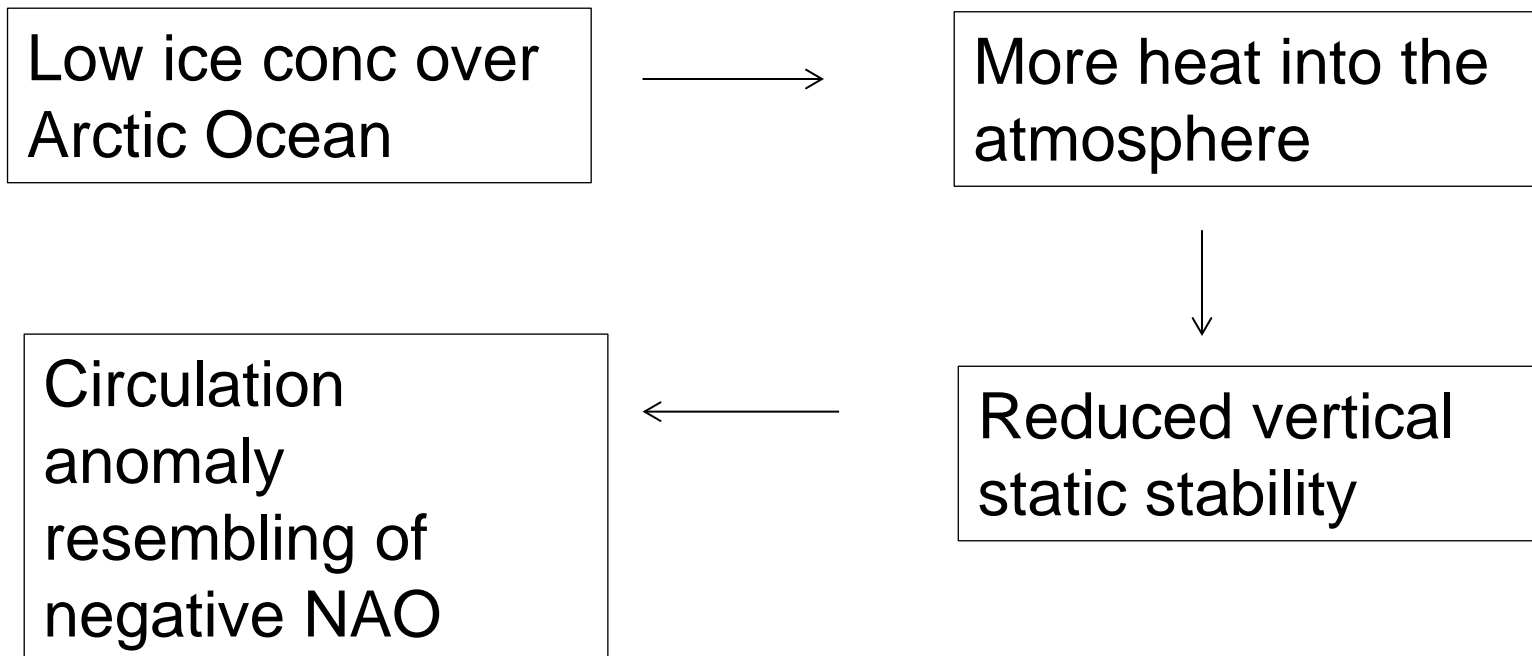 Low ice conc over
Arctic Ocean
More heat into the
atmosphere
Reduced vertical
static stability
Circulation
anomaly
resembling of
negative NAO